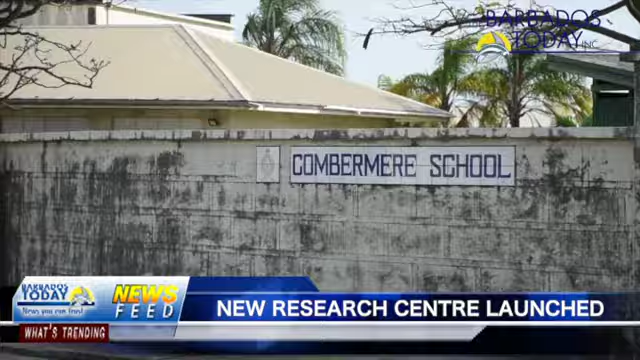 BARBADOS
TODAY INC.
COMBERMERE SCHOOL
BARBADOS
TODAY
News you can trust
NEWS
FEED
NEW RESEARCH CENTRE LAUNCHED
WHAT'S TRENDING